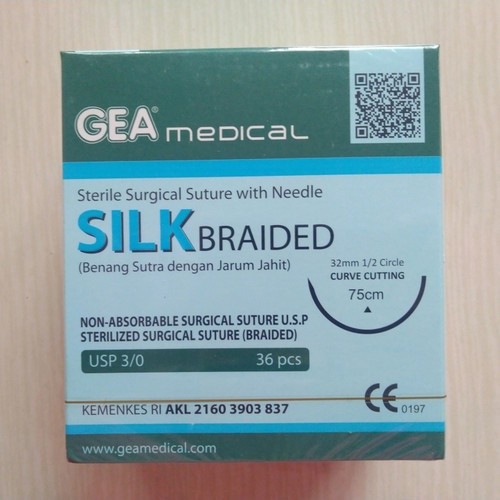 GEA® medical
Sterile Surgical Suture with Needle
SILK BRAIDED
(Benang Sutra dengan Jarum Jahit)
32mm 1/2 Circle
CURVE CUTTING
75cm
NON-ABSORBABLE SURGICAL SUTURE U.S.P
STERILIZED SURGICAL SUTURE (BRAIDED)
USP 3/0 36 pcs
KEMENKES RI AKL 2160 3903 837
CE 0197
www.geamedical.com